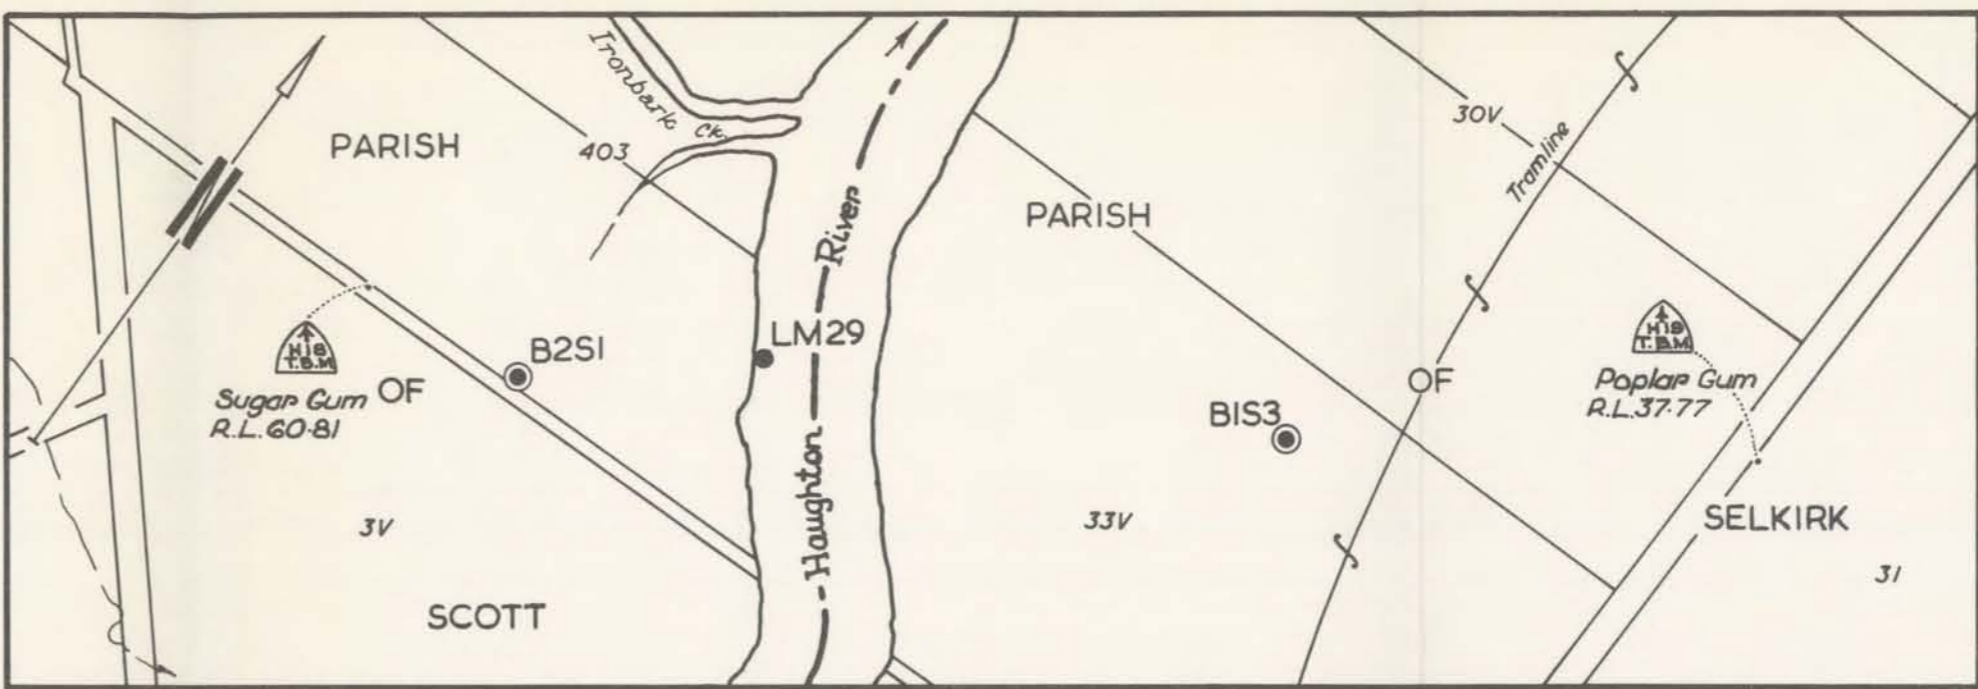 Ironbark Ck.
PARISH
403
River
PARISH
30V
Tramline
LM29
B2S1
H18
T.B.M
Sugar Gum
R.L.60·81
OF
H18
T.B.M.
Poplar Gum
R.L.37·77
OF
B1S3
Haughton
3V
33V
SELKIRK
31
SCOTT